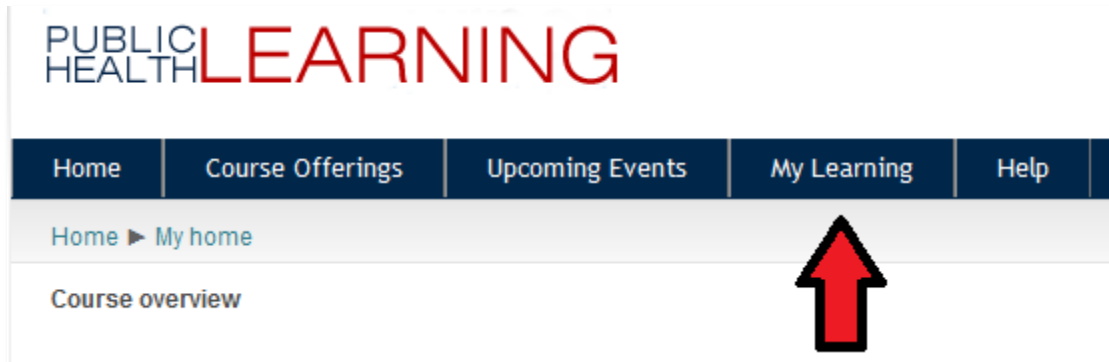 PUBLIC HEALTH LEARNING
Home Course Offerings Upcoming Events My Learning Help
Home ► My home
Course overview